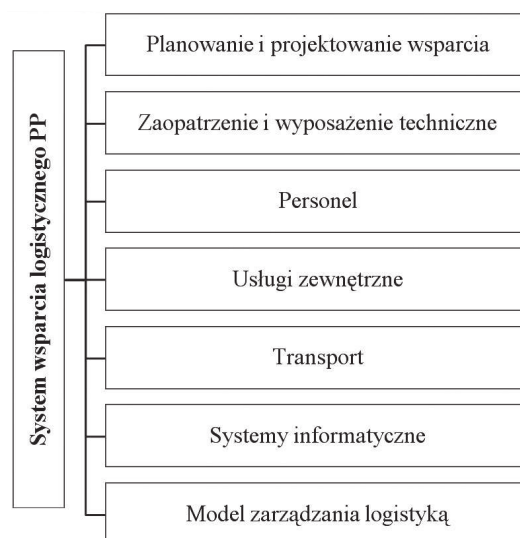 System wsparcia logistycznego PP
Planowanie i projektowanie wsparcia
Zaopatrzenie i wyposażenie techniczne
Personel
Usługi zewnętrzne
Transport
Systemy informatyczne
Model zarządzania logistyką